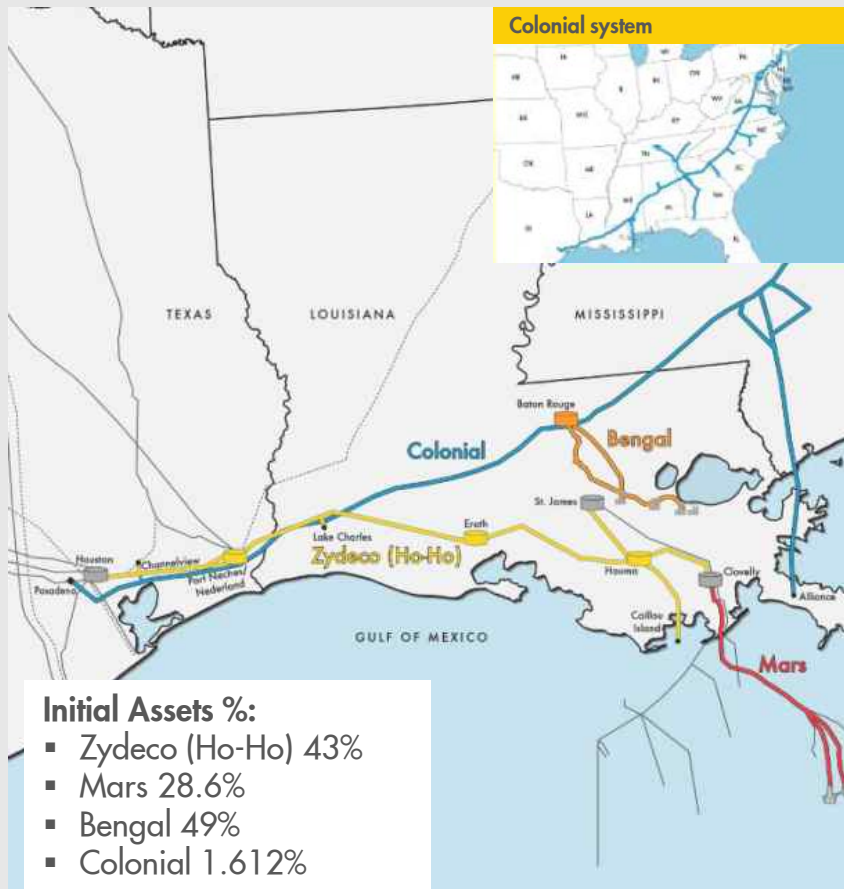 Colonial system
TEXAS
LOUISIANA
MISSISSIPPI
Baton Rouge
Bengal
Colonial
St. James
Lake Charles
Erath
Zydeco (Ho-Ho)
Houston
Channelview
Port Neches/
Nederland
Pasadena
Houma
Clovelly
Caillou
Island
Alliance
GULF OF MEXICO
Mars
Initial Assets %:
▪ Zydeco (Ho-Ho) 43%
▪ Mars 28.6%
▪ Bengal 49%
▪ Colonial 1.612%